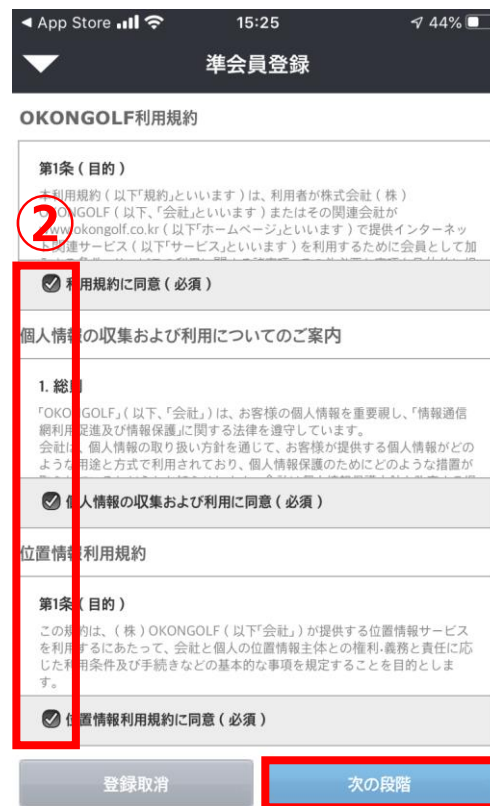 App Store 15:25 44%
準会員登録
OKONGOLF利用規約
第1条 ( 目的 )
本利用規約 ( 以下「規約」といいます ) は、利用者が株式会社 ( 株 )
OKONGOLF ( 以下、「会社」といいます ) またはその関連会社が
www.okongolf.co.kr ( 以下「ホームページ」といいます ) で提供インターネッ
ト関連サービス ( 以下「サービス」といいます ) を利用するために会員として加
②
利用規約に同意 ( 必須 )
個人情報の収集および利用についてのご案内
1. 総則
「OKONGOLF」( 以下、「会社」) は、お客様の個人情報を重要視し、「情報通信
網利用促進及び情報保護」に関する法律を遵守しています。
会社は、個人情報の取り扱い方針を通じて、お客様が提供する個人情報がどの
ような用途と方式で利用されており、個人情報保護のためにどのような措置が
個人情報の収集および利用に同意 ( 必須 )
位置情報利用規約
第1条 ( 目的 )
この規約は、( 株 ) OKONGOLF ( 以下「会社」) が提供する位置情報サービス
を利用するにあたって、会社と個人の位置情報主体との権利·義務と責任に応
じた利用条件及び手続きなどの基本的な事項を規定することを目的としま
す。
位置情報利用規約に同意 ( 必須 )
登録取消 次の段階